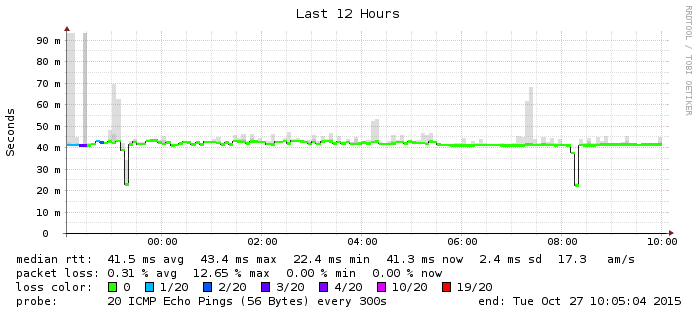 Last 12 Hours
RRDTOOL / TOBI OETIKER
Seconds
90 m
80 m
70 m
60 m
50 m
40 m
30 m
20 m
10 m
0
00:00 02:00 04:00 06:00 08:00 10:00
median rtt: 41.5 ms avg 43.4 ms max 22.4 ms min 41.3 ms now 2.4 ms sd 17.3 am/s
packet loss: 0.31 % avg 12.65 % max 0.00 % min 0.00 % now
loss color: 0 1/20 2/20 3/20 4/20 10/20 19/20
probe: 20 ICMP Echo Pings (56 Bytes) every 300s end: Tue Oct 27 10:05:04 2015